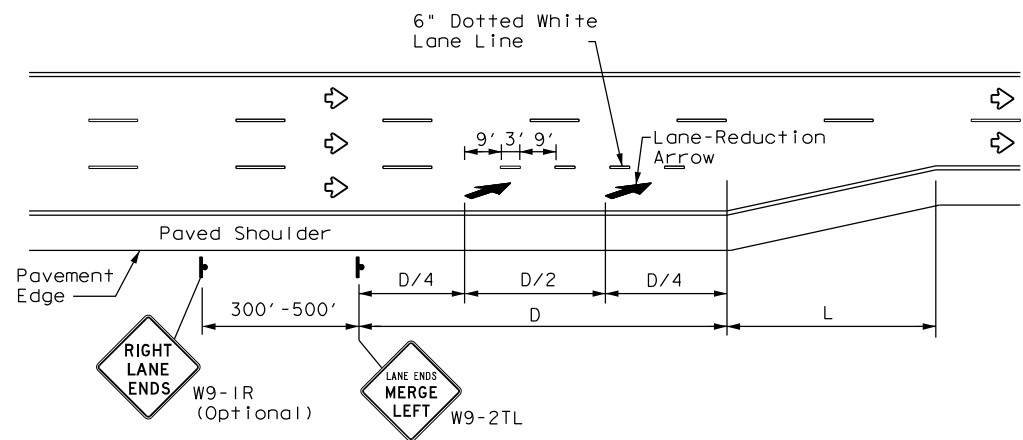 6" Dotted White
Lane Line
9' 3' 9'
Lane-Reduction
Arrow
Paved Shoulder
Pavement
Edge
D/4 D/2 D/4
300'-500' D L
RIGHT
LANE
ENDS
W9-1R
(Optional)
LANE ENDS
MERGE
LEFT
W9-2TL